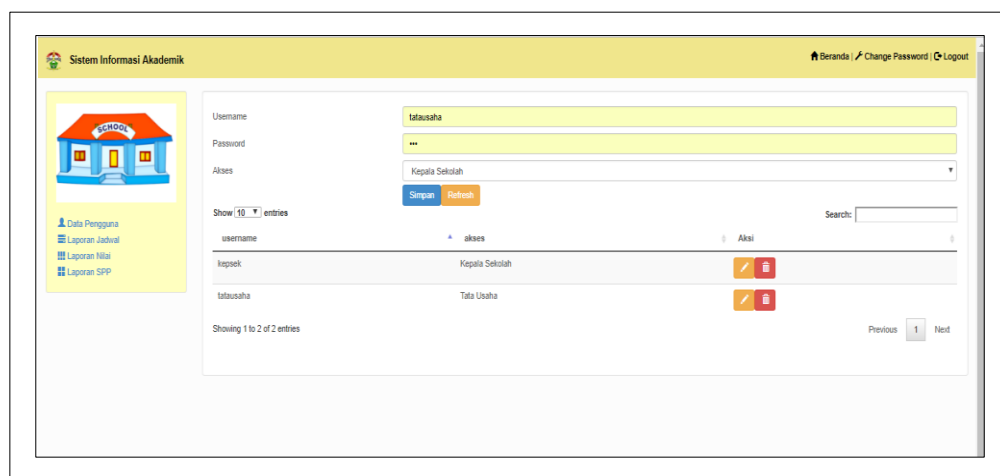 Sistem Informasi Akademik
Beranda | Change Password | Logout
SCHOOL
Data Pengguna
Laporan Jadwal
Laporan Nilai
Laporan SPP
Username tatausaha
Password •••
Akses Kepala Sekolah
Simpan Refresh
Show 10 entries Search:
username akses Aksi
kepsek Kepala Sekolah
tatausaha Tata Usaha
Showing 1 to 2 of 2 entries Previous 1 Next